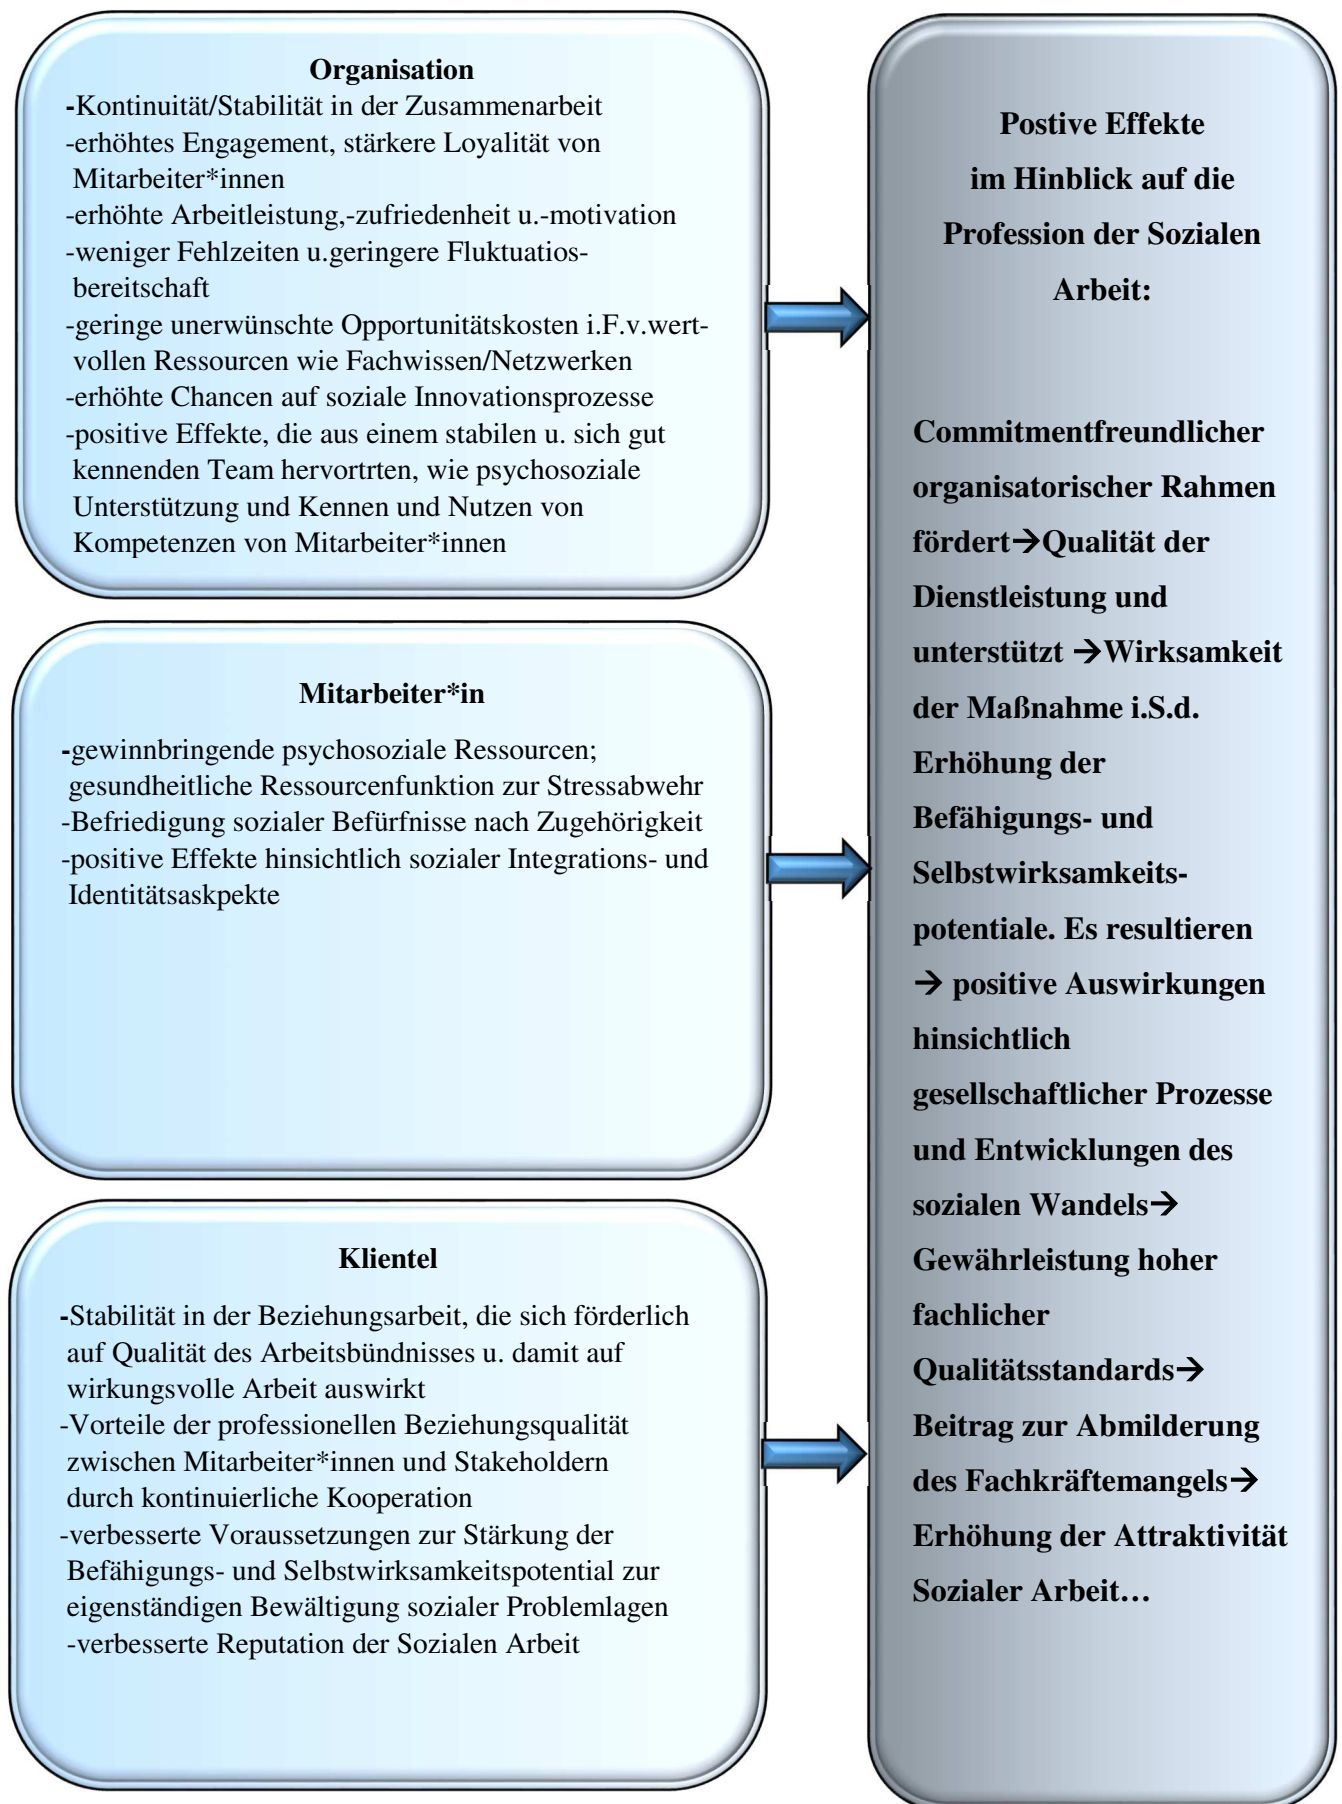 Organisation
-Kontinuität/Stabilität in der Zusammenarbeit
-erhöhtes Engagement, stärkere Loyalität von
Mitarbeiter*innen
-erhöhte Arbeitleistung,-zufriedenheit u.-motivation
-weniger Fehlzeiten u.geringere Fluktuatios-
bereitschaft
-geringe unerwünschte Opportunitätskosten i.F.v.wert-
vollen Ressourcen wie Fachwissen/Netzwerken
-erhöhte Chancen auf soziale Innovationsprozesse
-positive Effekte, die aus einem stabilen u. sich gut
kennenden Team hervortrten, wie psychosoziale
Unterstützung und Kennen und Nutzen von
Kompetenzen von Mitarbeiter*innen
Mitarbeiter*in
-gewinnbringende psychosoziale Ressourcen;
gesundheitliche Ressourcenfunktion zur Stressabwehr
-Befriedigung sozialer Befürfnisse nach Zugehörigkeit
-positive Effekte hinsichtlich sozialer Integrations- und
Identitätsaskpekte
Klientel
-Stabilität in der Beziehungsarbeit, die sich förderlich
auf Qualität des Arbeitsbündnisses u. damit auf
wirkungsvolle Arbeit auswirkt
-Vorteile der professionellen Beziehungsqualität
zwischen Mitarbeiter*innen und Stakeholdern
durch kontinuierliche Kooperation
-verbesserte Voraussetzungen zur Stärkung der
Befähigungs- und Selbstwirksamkeitspotential zur
eigenständigen Bewältigung sozialer Problemlagen
-verbesserte Reputation der Sozialen Arbeit
Postive Effekte
im Hinblick auf die
Profession der Sozialen
Arbeit:
Commitmentfreundlicher
organisatorischer Rahmen
fördert→Qualität der
Dienstleistung und
unterstützt →Wirksamkeit
der Maßnahme i.S.d.
Erhöhung der
Befähigungs- und
Selbstwirksamkeits-
potentiale. Es resultieren
→ positive Auswirkungen
hinsichtlich
gesellschaftlicher Prozesse
und Entwicklungen des
sozialen Wandels→
Gewährleistung hoher
fachlicher
Qualitätsstandards→
Beitrag zur Abmilderung
des Fachkräftemangels→
Erhöhung der Attraktivität
Sozialer Arbeit…